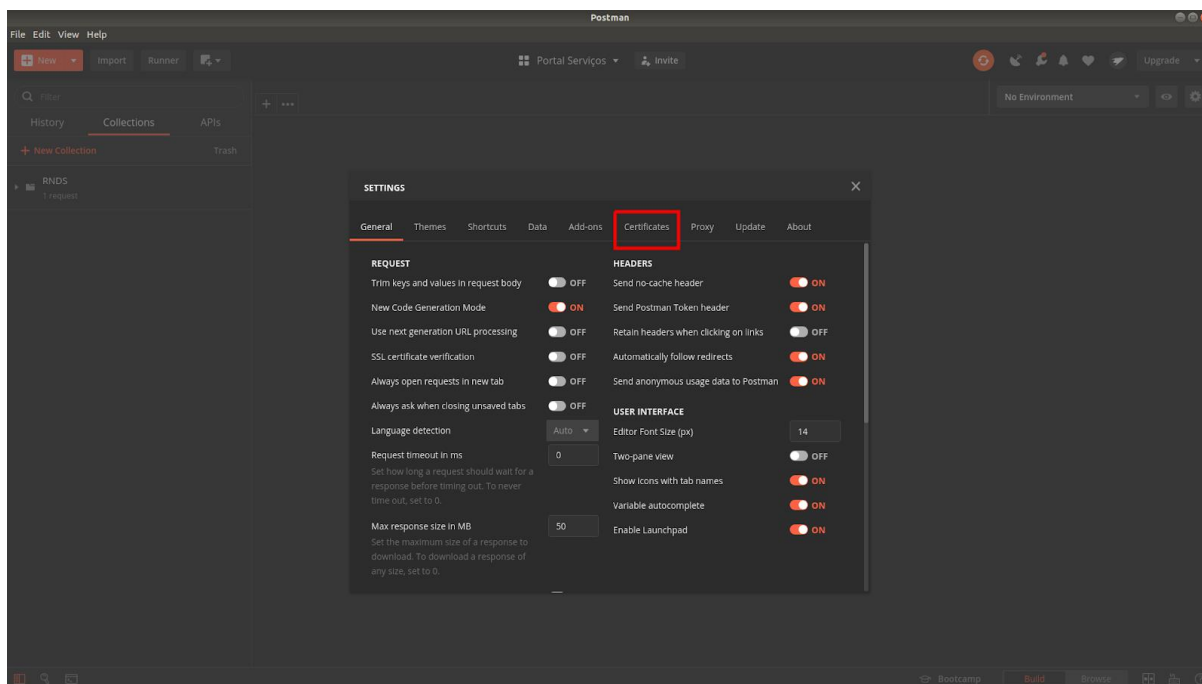 Postman
File Edit View Help
New
Import
Runner
Portal Serviços
Invite
Upgrade
Filter
No Environment
History
Collections
APIs
+ New Collection
Trash
RNDS
1 request
SETTINGS
General
Themes
Shortcuts
Data
Add-ons
Certificates
Proxy
Update
About
REQUEST
Trim keys and values in request body OFF
New Code Generation Mode ON
Use next generation URL processing OFF
SSL certificate verification OFF
Always open requests in new tab OFF
Always ask when closing unsaved tabs OFF
Language detection Auto
Request timeout in ms 0
Set how long a request should wait for a
response before timing out. To never
time out, set to 0.
Max response size in MB 50
Set the maximum size of a response to
download. To download a response of
any size, set to 0.
HEADERS
Send no-cache header ON
Send Postman Token header ON
Retain headers when clicking on links OFF
Automatically follow redirects ON
Send anonymous usage data to Postman ON
USER INTERFACE
Editor Font Size (px) 14
Two-pane view OFF
Show icons with tab names ON
Variable autocomplete ON
Enable Launchpad ON
Bootcamp
Build
Browse